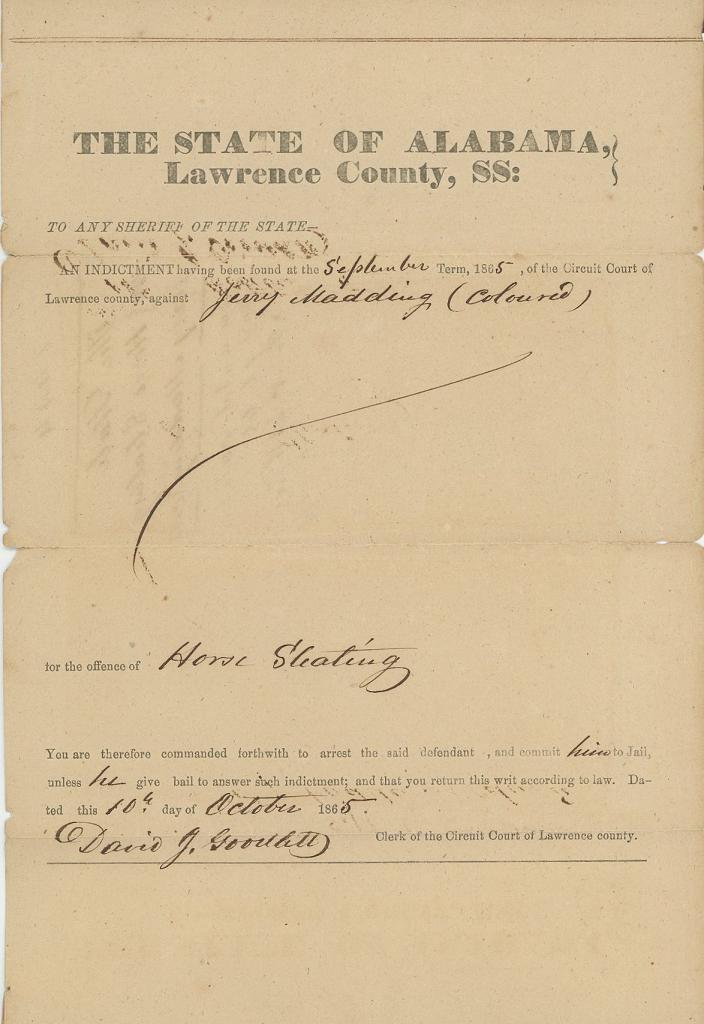 THE STATE OF ALABAMA,
Lawrence County, SS:
TO ANY SHERIFF OF THE STATE—
AN INDICTMENT having been found at the September Term, 1865, of the Circuit Court of
Lawrence county, against Jerry Madding (Coloured)
for the offence of Horse Steating
You are therefore commanded forthwith to arrest the said defendant , and commit him to Jail,
unless he give bail to answer such indictment; and that you return this writ according to law. Da-
ted this 10th day of October 1865.
David J. Goodlett Clerk of the Circuit Court of Lawrence county.